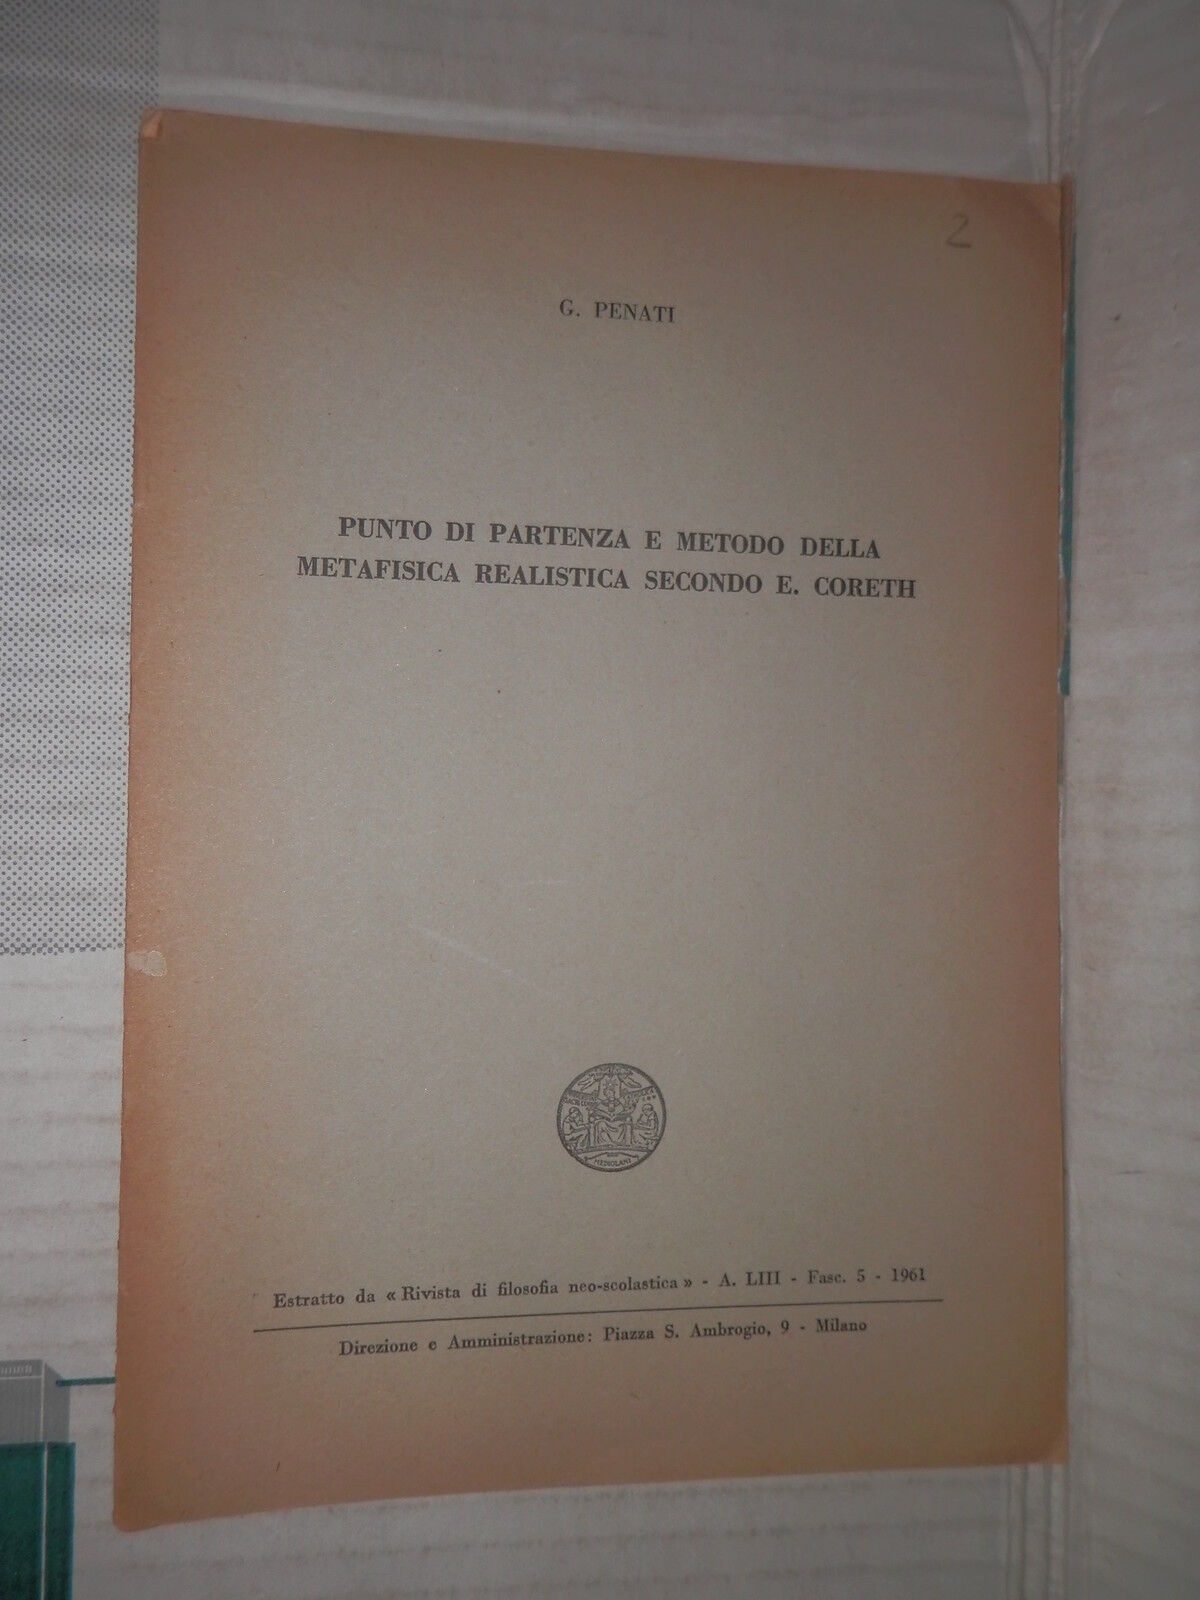 2
G. PENATI
PUNTO DI PARTENZA E METODO DELLA
METAFISICA REALISTICA SECONDO E. CORETH
MEDIOLANI
Estratto da « Rivista di filosofia neo-scolastica » - A. LIII - Fasc. 5 - 1961
Direzione e Amministrazione: Piazza S. Ambrogio, 9 - Milano